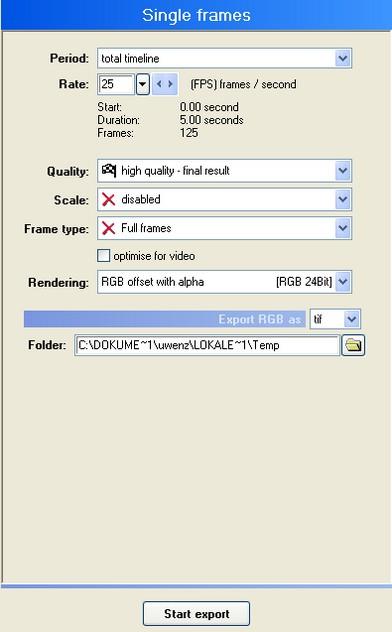 Single frames
Period: total timeline
Rate: 25 (FPS) frames / second
Start: 0.00 second
Duration: 5.00 seconds
Frames: 125
Quality: high quality - final result
Scale: disabled
Frame type: Full frames
optimise for video
Rendering: RGB offset with alpha [RGB 24Bit]
Export RGB as tif
Folder: C:\DOKUME~1\uwenz\LOKALE~1\Temp
Start export